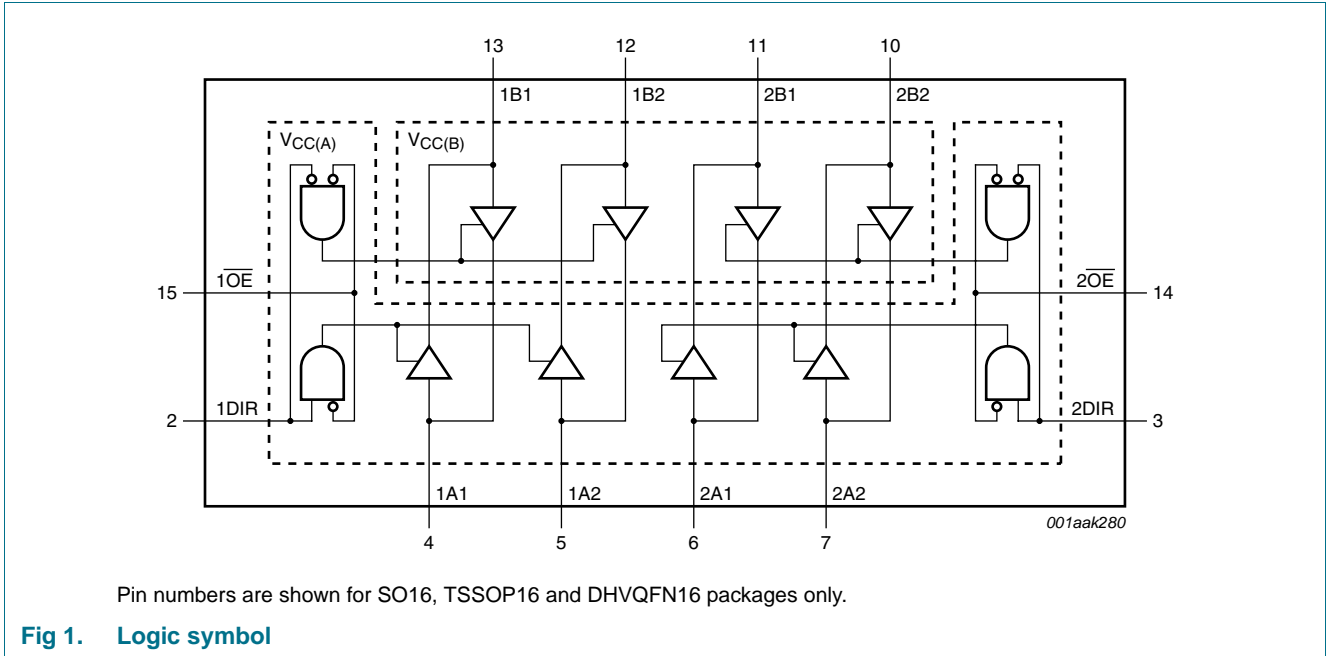 13 12 11 10
1B1 1B2 2B1 2B2
VCC(A) VCC(B)
15 1OE 2OE 14
2 1DIR 2DIR 3
1A1 1A2 2A1 2A2
4 5 6 7
001aak280
Pin numbers are shown for SO16, TSSOP16 and DHVQFN16 packages only.
Fig 1. Logic symbol